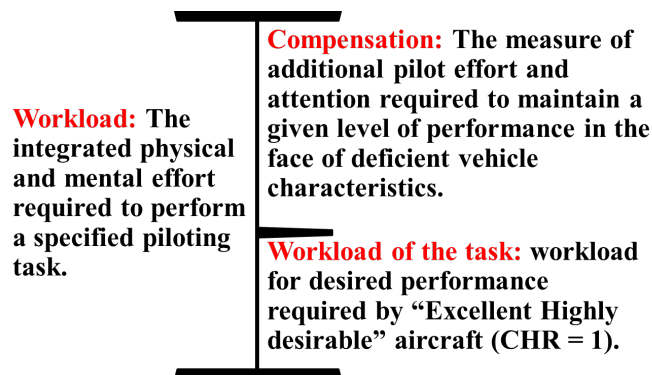 Workload: The
integrated physical
and mental effort
required to perform
a specified piloting
task.
Compensation: The measure of
additional pilot effort and
attention required to maintain a
given level of performance in the
face of deficient vehicle
characteristics.
Workload of the task: workload
for desired performance
required by “Excellent Highly
desirable” aircraft (CHR = 1).